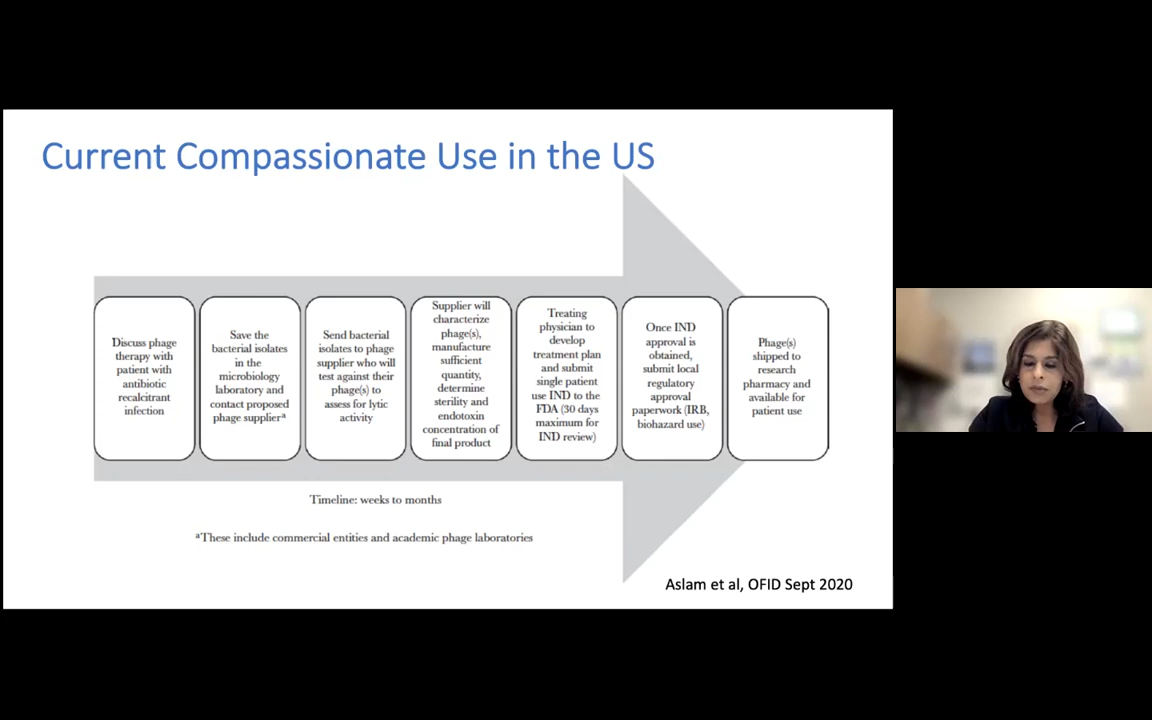 Current Compassionate Use in the US
Discuss phage
therapy with
patient with
antibiotic
recalcitrant
infection
Save the
bacterial isolates
in the
microbiology
laboratory and
contact proposed
phage supplierᵃ
Send bacterial
isolates to phage
supplier who will
test against their
phage(s) to
assess for lytic
activity
Supplier will
characterize
phage(s),
manufacture
sufficient
quantity,
determine
sterility and
endotoxin
concentration of
final product
Treating
physician to
develop
treatment plan
and submit
single patient
use IND to the
FDA (30 days
maximum for
IND review)
Once IND
approval is
obtained,
submit local
regulatory
approval
paperwork (IRB,
biohazard use)
Phage(s)
shipped to
research
pharmacy and
available for
patient use
Timeline: weeks to months
ᵃThese include commercial entities and academic phage laboratories
Aslam et al, OFID Sept 2020